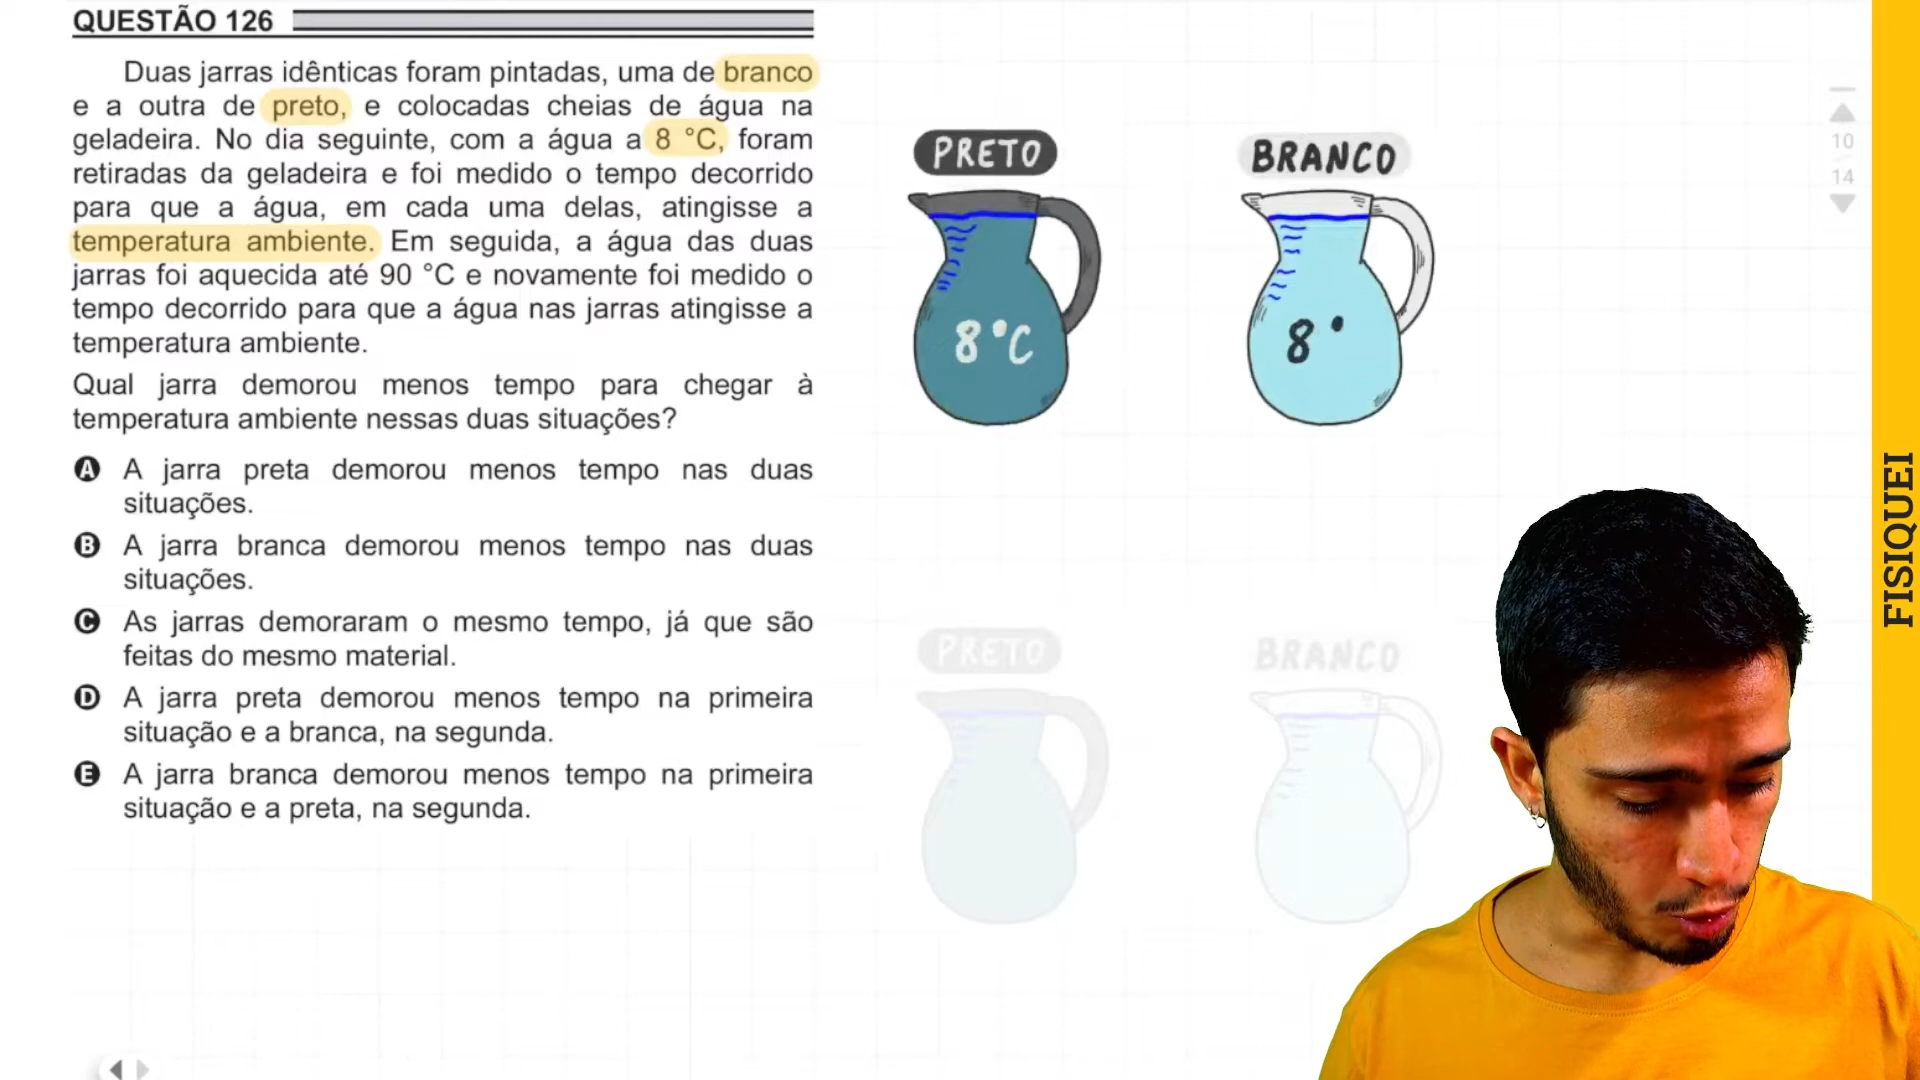 QUESTÃO 126
Duas jarras idênticas foram pintadas, uma de branco
e a outra de preto, e colocadas cheias de água na
geladeira. No dia seguinte, com a água a 8 °C, foram
retiradas da geladeira e foi medido o tempo decorrido
para que a água, em cada uma delas, atingisse a
temperatura ambiente. Em seguida, a água das duas
jarras foi aquecida até 90 °C e novamente foi medido o
tempo decorrido para que a água nas jarras atingisse a
temperatura ambiente.
Qual jarra demorou menos tempo para chegar à
temperatura ambiente nessas duas situações?
A A jarra preta demorou menos tempo nas duas
situações.
B A jarra branca demorou menos tempo nas duas
situações.
C As jarras demoraram o mesmo tempo, já que são
feitas do mesmo material.
D A jarra preta demorou menos tempo na primeira
situação e a branca, na segunda.
E A jarra branca demorou menos tempo na primeira
situação e a preta, na segunda.
PRETO
BRANCO
8°C
8°
PRETO
BRANCO
10
14
FISIQUEI